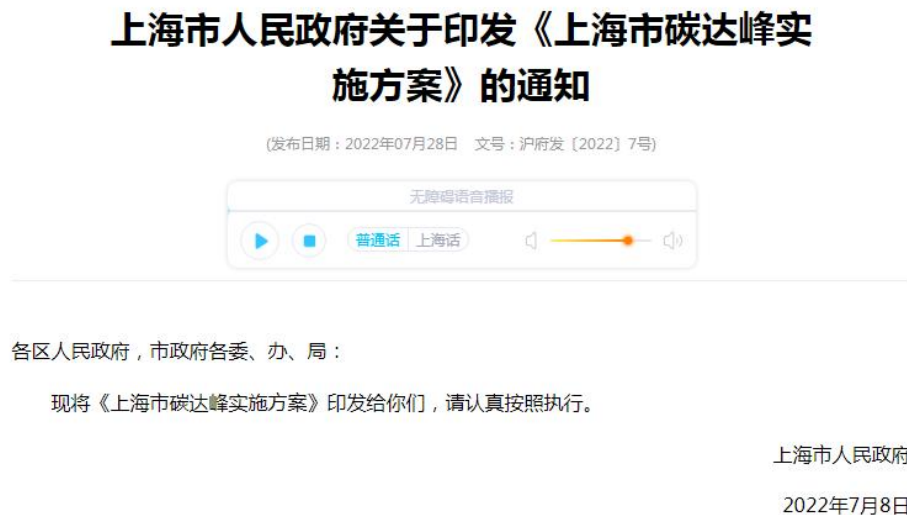 上海市人民政府关于印发《上海市碳达峰实
施方案》的通知
(发布日期：2022年07月28日 文号：沪府发〔2022〕7号)
无障碍语音播报
普通话 上海话
各区人民政府，市政府各委、办、局：
现将《上海市碳达峰实施方案》印发给你们，请认真按照执行。
上海市人民政府
2022年7月8日